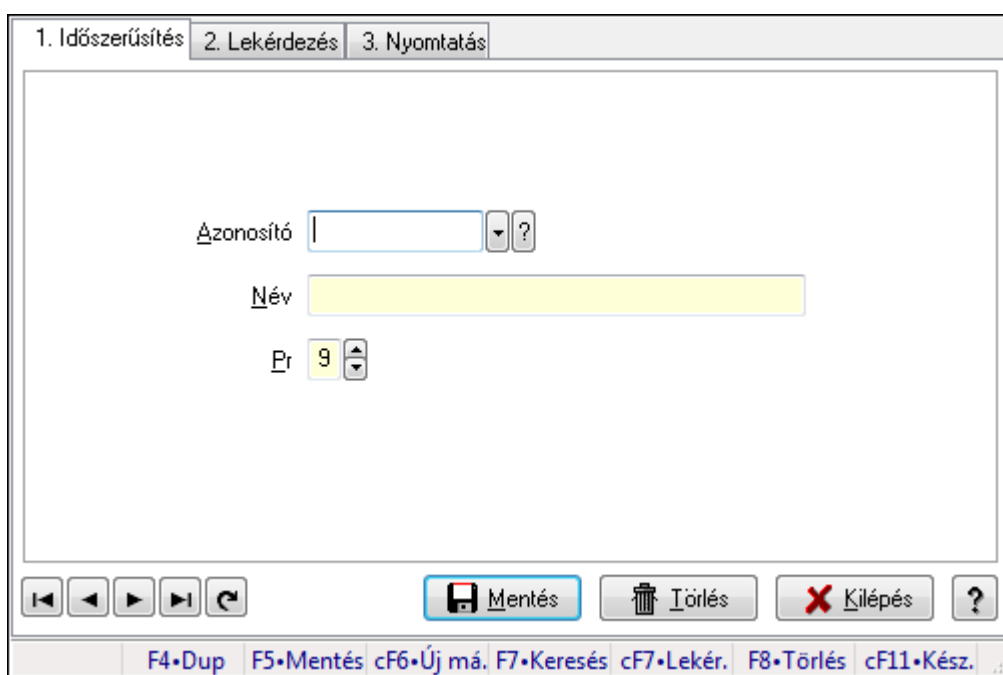 1. Időszerűsítés 2. Lekérdezés 3. Nyomtatás
Azonosító ?
Név
Pr 9
Mentés Törlés Kilépés ?
F4•Dup F5•Mentés cF6•Új má. F7•Keresés cF7•Lekér. F8•Törlés cF11•Kész.